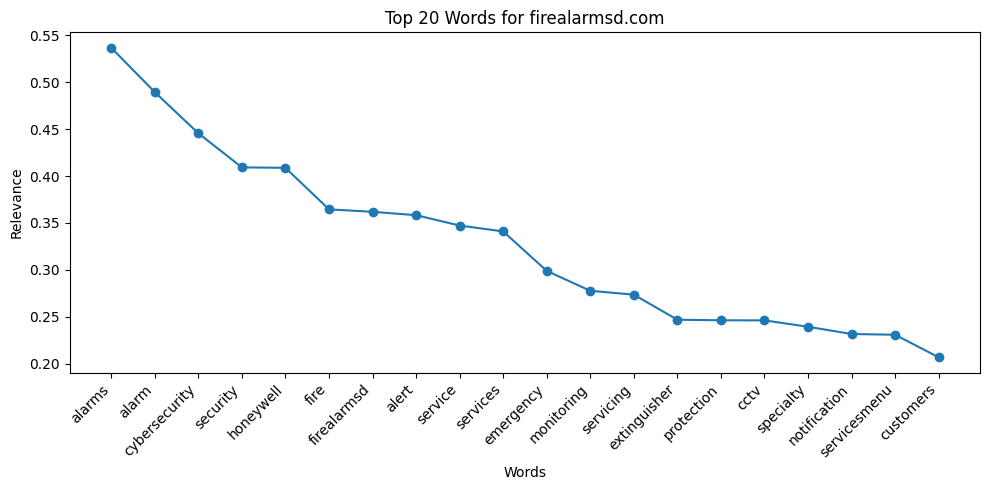 Top 20 Words for firealarmsd.com
Relevance
0.55
0.50
0.45
0.40
0.35
0.30
0.25
0.20
alarms
alarm
cybersecurity
security
honeywell
fire
firealarmsd
alert
service
services
emergency
monitoring
servicing
extinguisher
protection
cctv
specialty
notification
servicesmenu
customers
Words